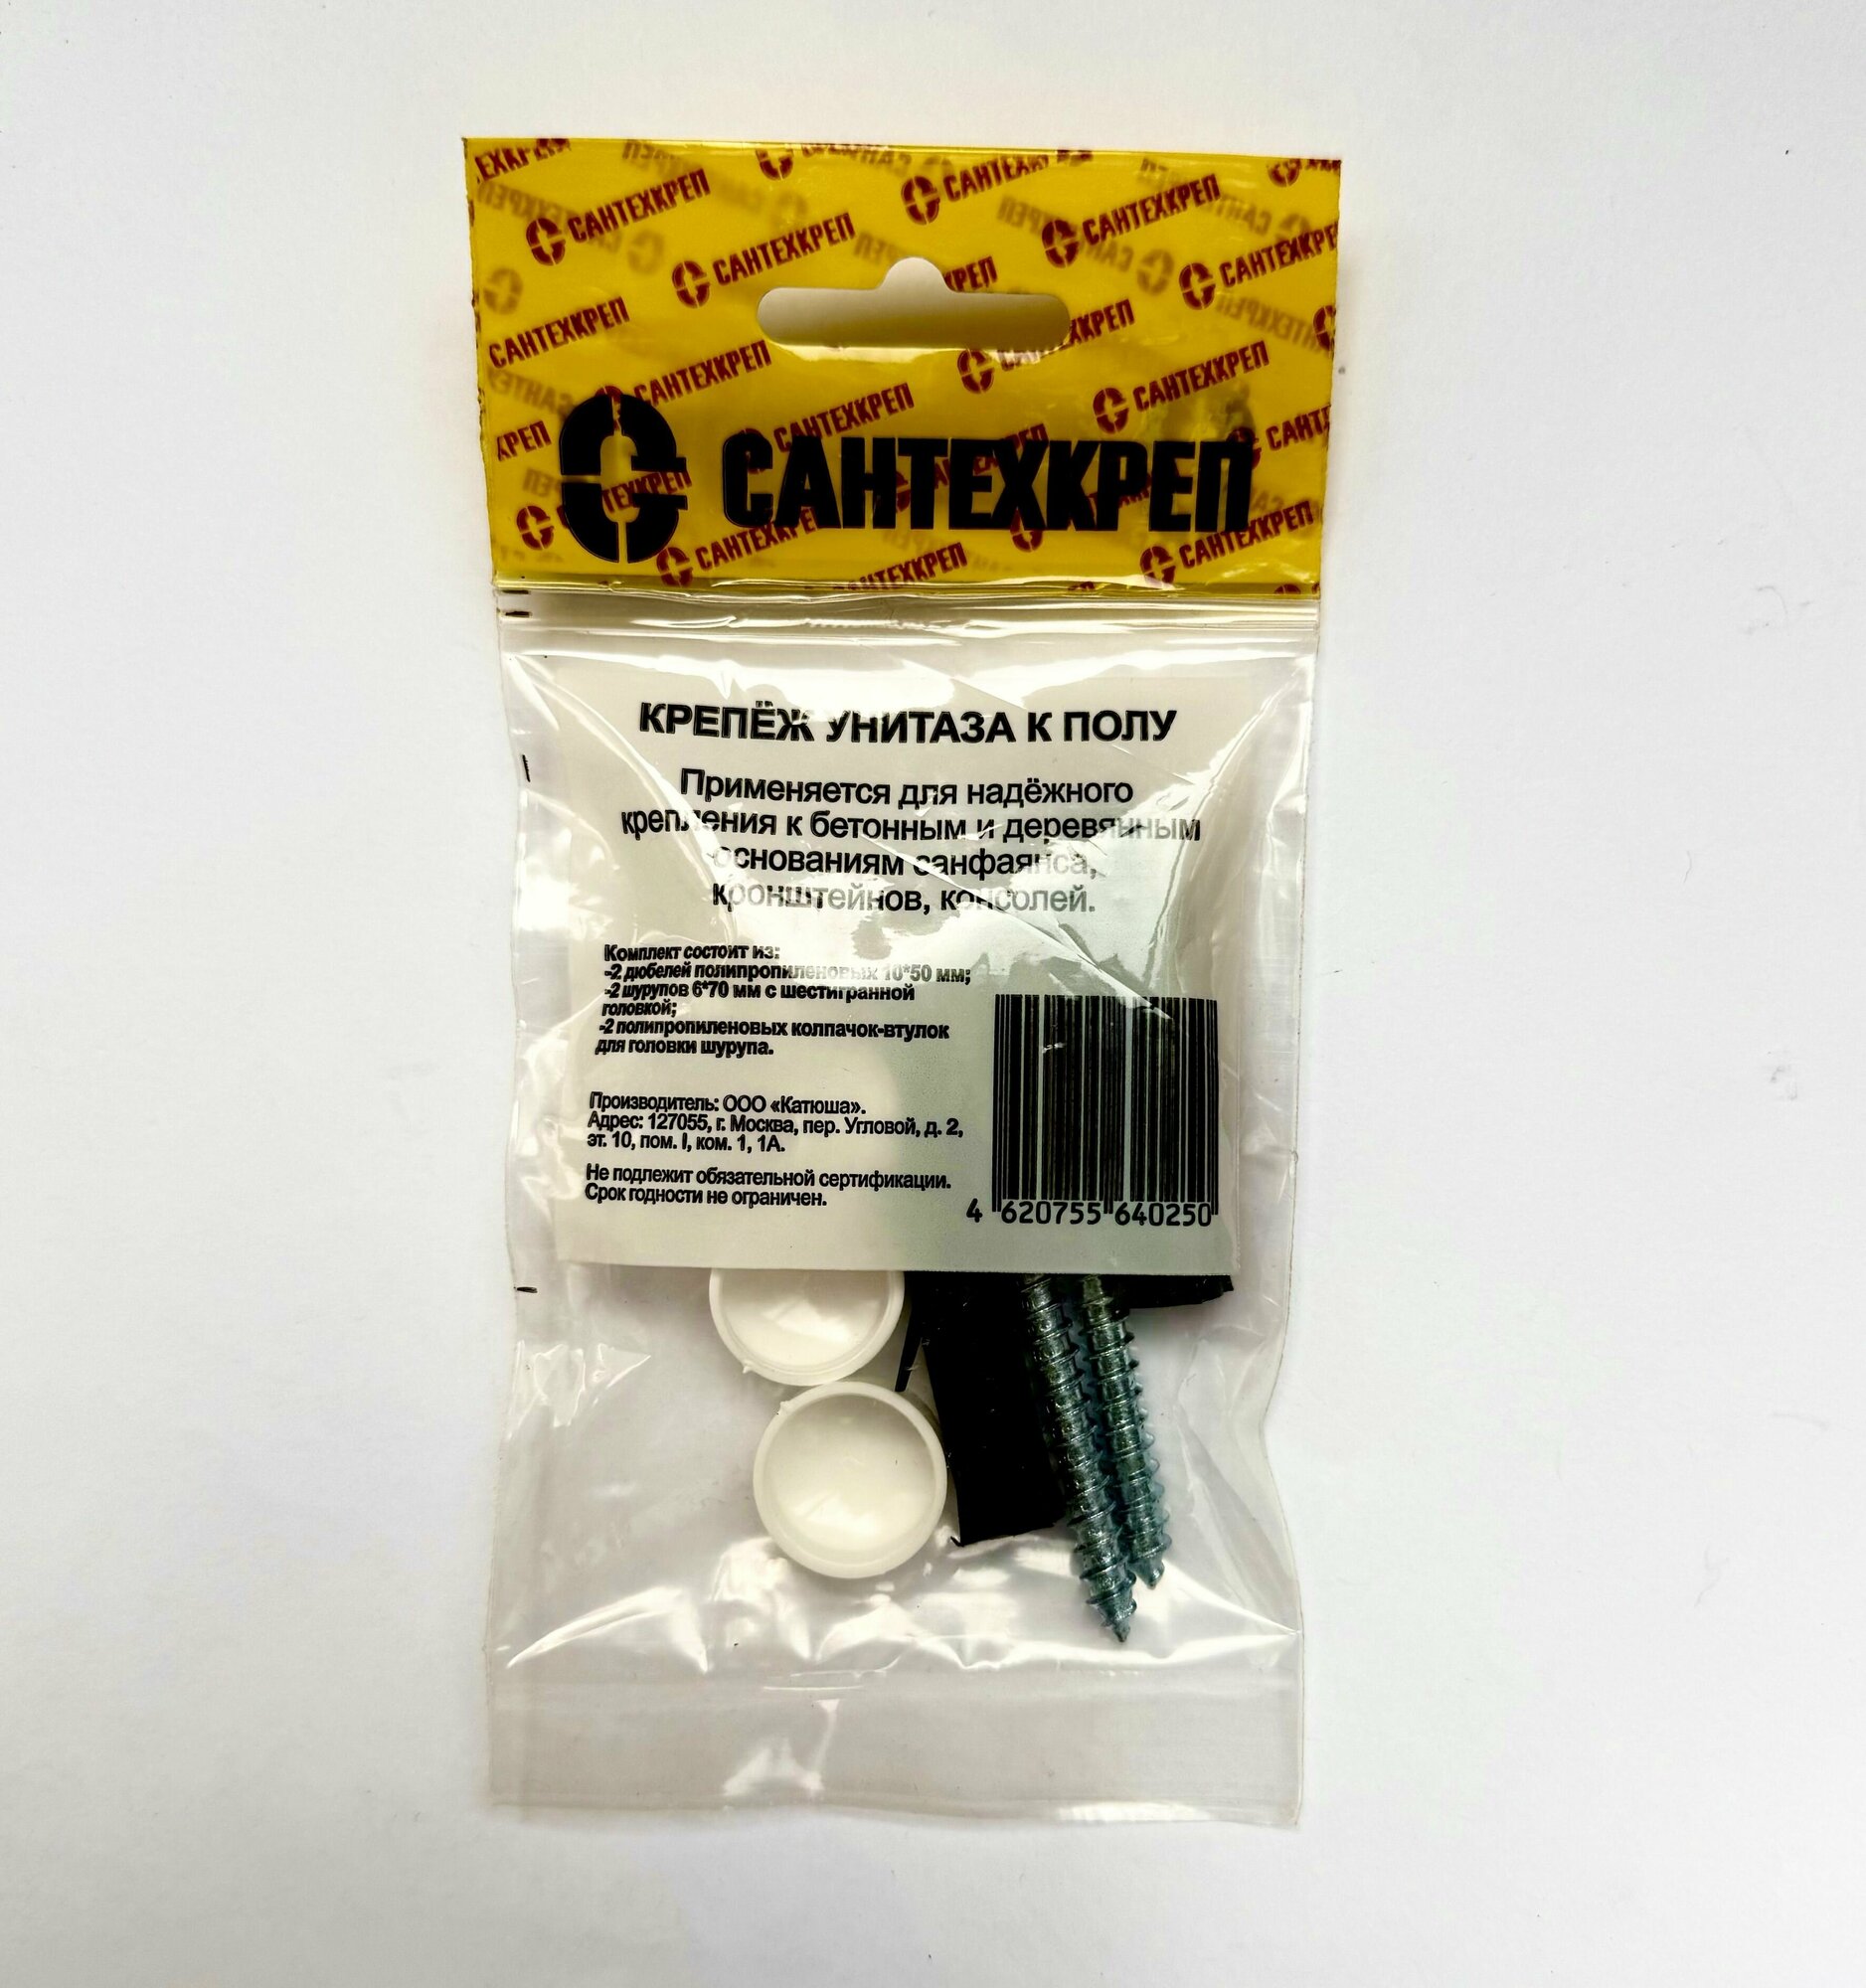 САНТЕХКРЕП
КРЕПЁЖ УНИТАЗА К ПОЛУ
Применяется для надёжного
крепления к бетонным и деревянным
основаниям санфаянса,
кронштейнов, консолей.
Комплект состоит из:
-2 дюбелей полипропиленовых 10*50 мм;
-2 шурупов 6*70 мм с шестигранной
головкой;
-2 полипропиленовых колпачок-втулок
для головки шурупа.
Производитель: ООО «Катюша».
Адрес: 127055, г. Москва, пер. Угловой, д. 2,
эт. 10, пом. I, ком. 1, 1А.
Не подлежит обязательной сертификации.
Срок годности не ограничен.
4 620755 640250